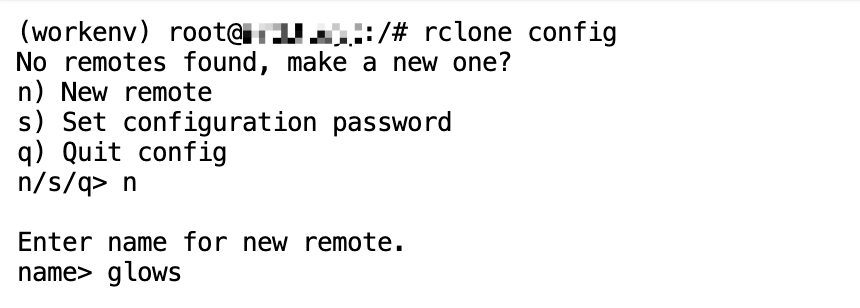 (workenv) root@:/# rclone config
No remotes found, make a new one?
n) New remote
s) Set configuration password
q) Quit config
n/s/q> n
Enter name for new remote.
name> glows